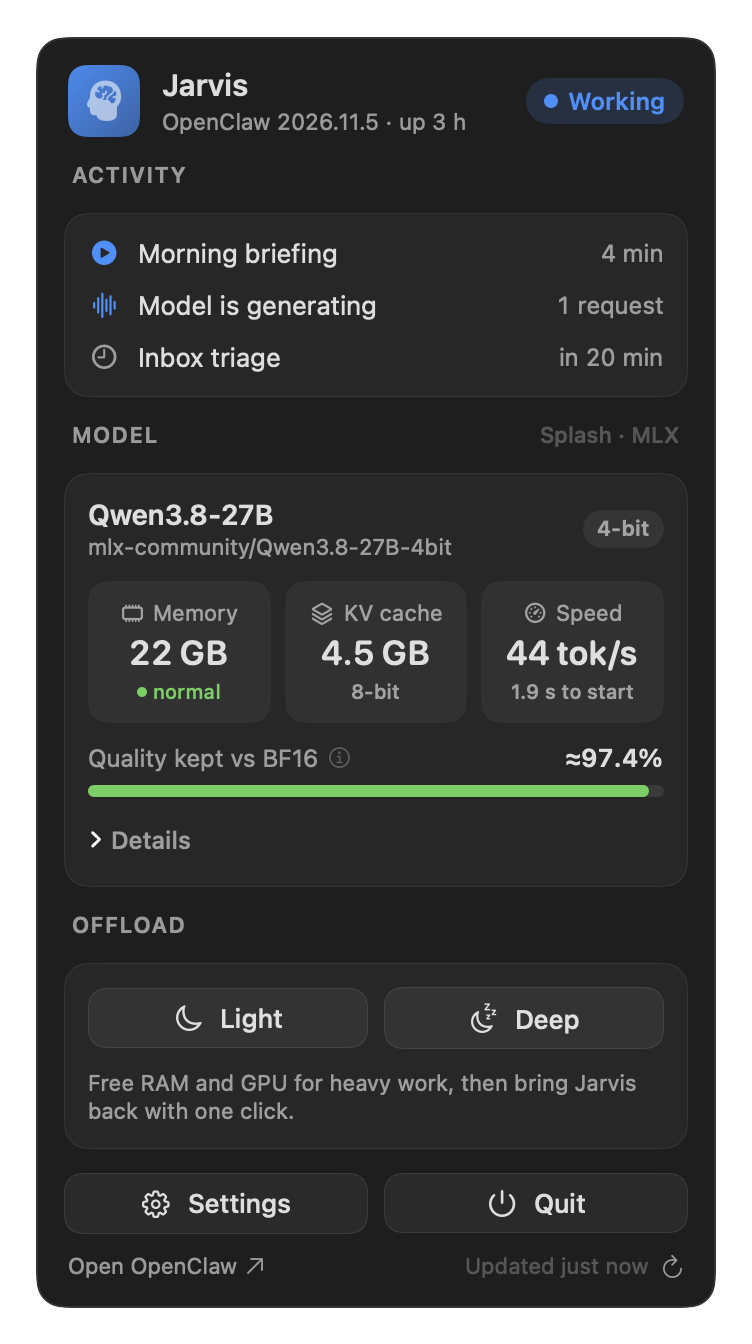 Jarvis
OpenClaw 2026.11.5 · up 3 h
Working
ACTIVITY
Morning briefing 4 min
Model is generating 1 request
Inbox triage in 20 min
MODEL Splash · MLX
Qwen3.8-27B
mlx-community/Qwen3.8-27B-4bit
4-bit
Memory
22 GB
normal
KV cache
4.5 GB
8-bit
Speed
44 tok/s
1.9 s to start
Quality kept vs BF16 ≈97.4%
Details
OFFLOAD
Light
Deep
Free RAM and GPU for heavy work, then bring Jarvis
back with one click.
Settings
Quit
Open OpenClaw Updated just now